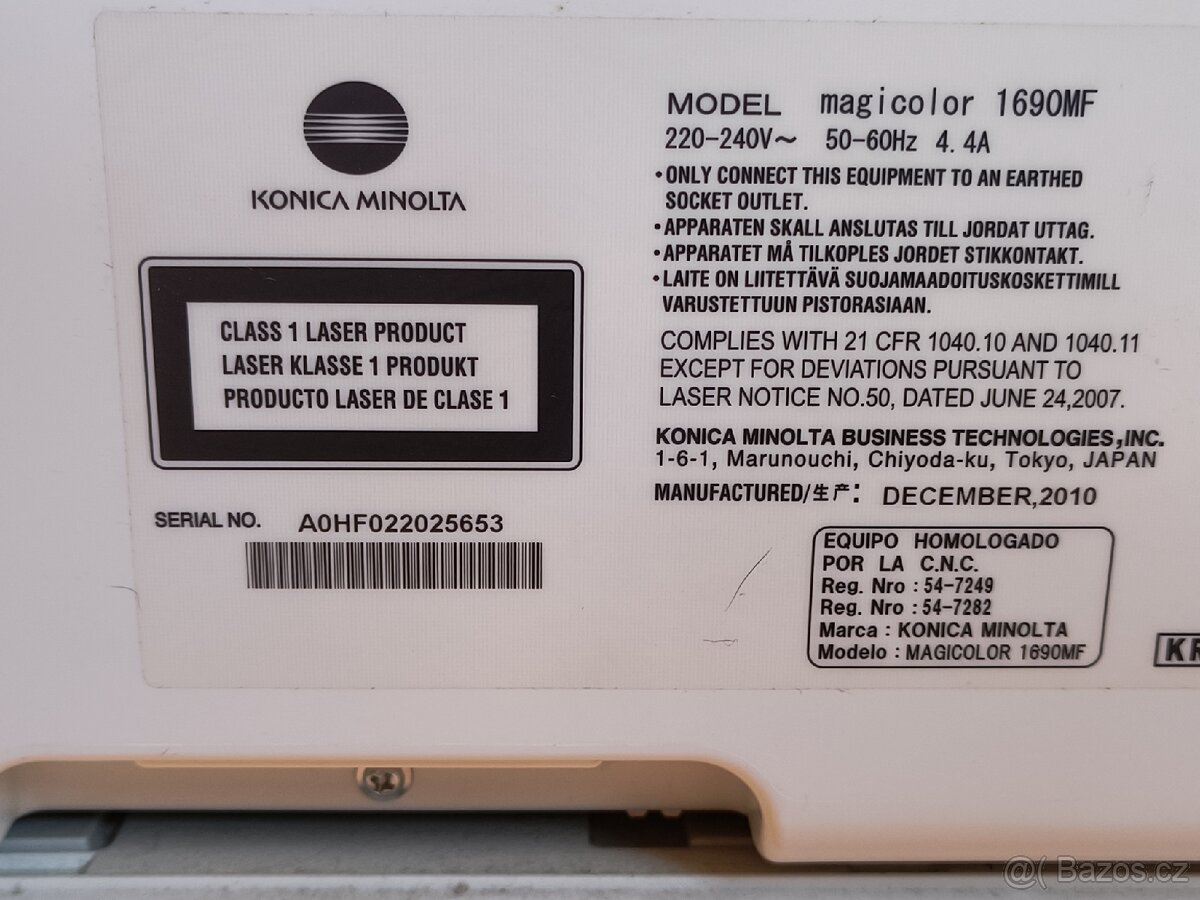 KONICA MINOLTA
CLASS 1 LASER PRODUCT
LASER KLASSE 1 PRODUKT
PRODUCTO LASER DE CLASE 1
SERIAL NO. A0HF022025653
MODEL magicolor 1690MF
220-240V~ 50-60Hz 4.4A
•ONLY CONNECT THIS EQUIPMENT TO AN EARTHED
SOCKET OUTLET.
•APPARATEN SKALL ANSLUTAS TILL JORDAT UTTAG.
•APPARATET MÅ TILKOPLES JORDET STIKKONTAKT.
•LAITE ON LIITETTÄVÄ SUOJAMAADOITUSKOSKETTIMILL
VARUSTETTUUN PISTORASIAAN.
COMPLIES WITH 21 CFR 1040.10 AND 1040.11
EXCEPT FOR DEVIATIONS PURSUANT TO
LASER NOTICE NO.50, DATED JUNE 24,2007.
KONICA MINOLTA BUSINESS TECHNOLOGIES,INC.
1-6-1, Marunouchi, Chiyoda-ku, Tokyo, JAPAN
MANUFACTURED/生产: DECEMBER,2010
EQUIPO HOMOLOGADO
POR LA C.N.C.
Reg. Nro : 54-7249
Reg. Nro : 54-7282
Marca : KONICA MINOLTA
Modelo : MAGICOLOR 1690MF
@( Bazos.cz